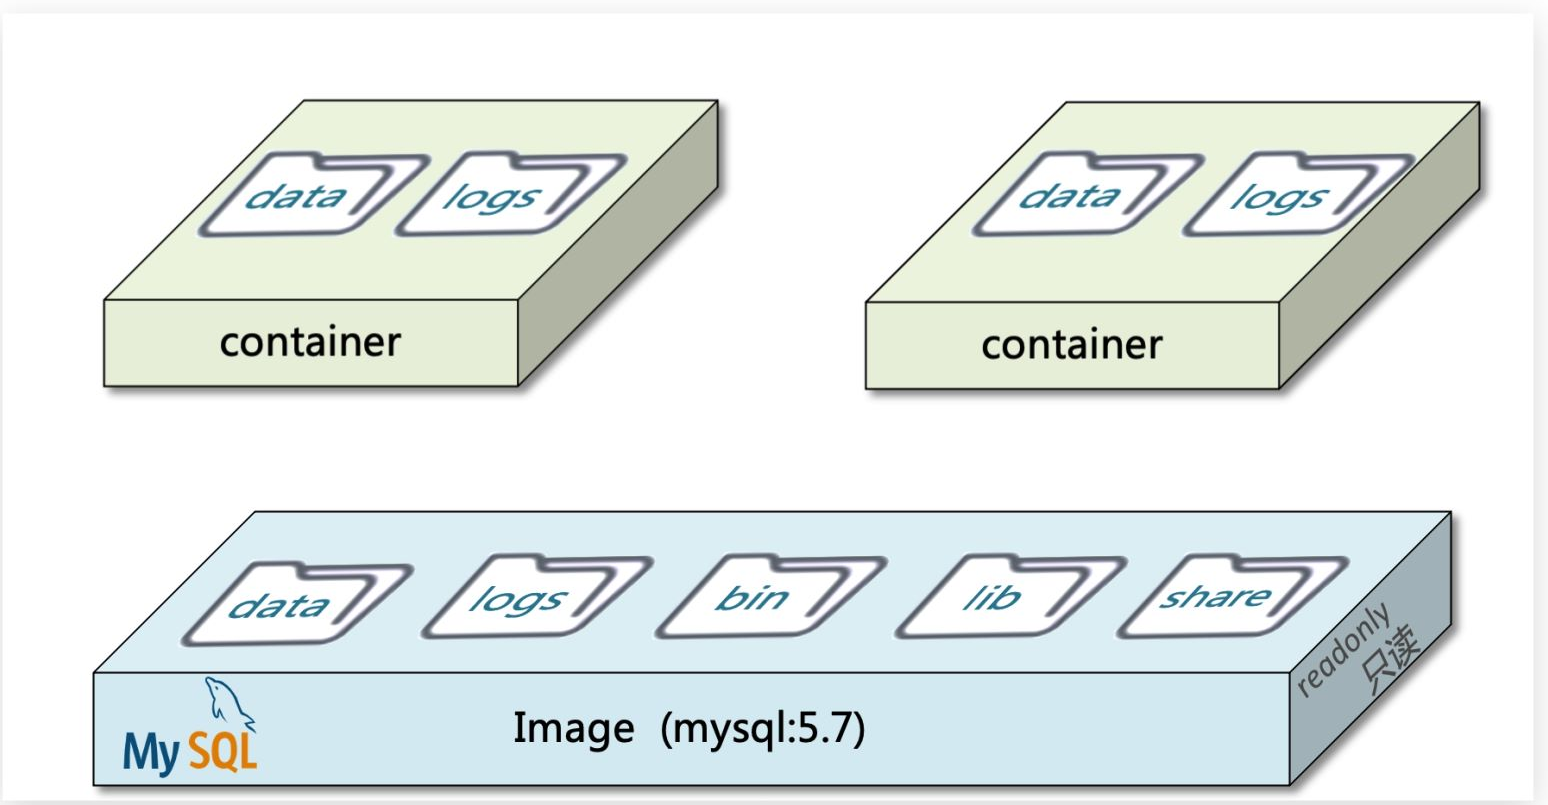 data logs
data logs
container
container
data logs bin lib share
readonly
只读
MySQL
Image (mysql:5.7)